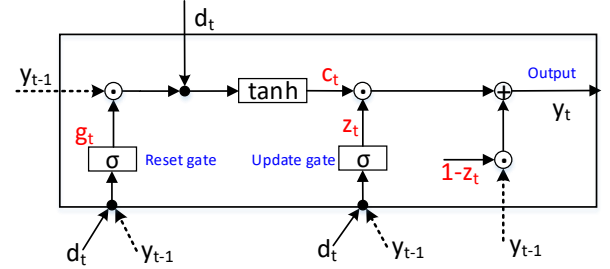 d_t
y_{t-1}
tanh
c_t
Output
y_t
g_t
z_t
σ
Reset gate
Update gate
σ
1-z_t
d_t
y_{t-1}
d_t
y_{t-1}
y_{t-1}